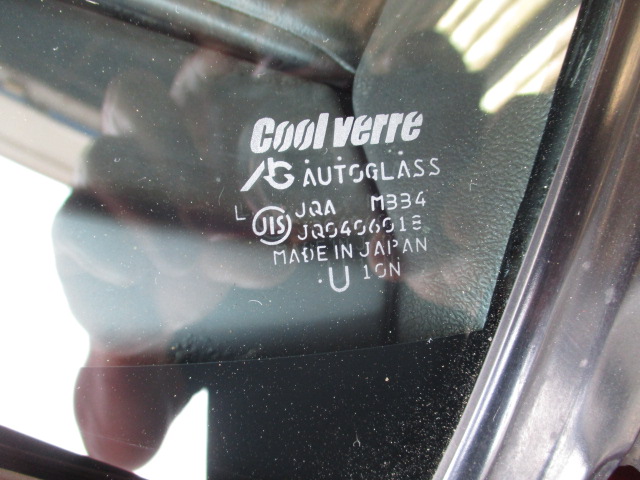 Cool verre
AG AUTOGLASS
L JIS JQA M334
JQ0406018
MADE IN JAPAN
U 10N